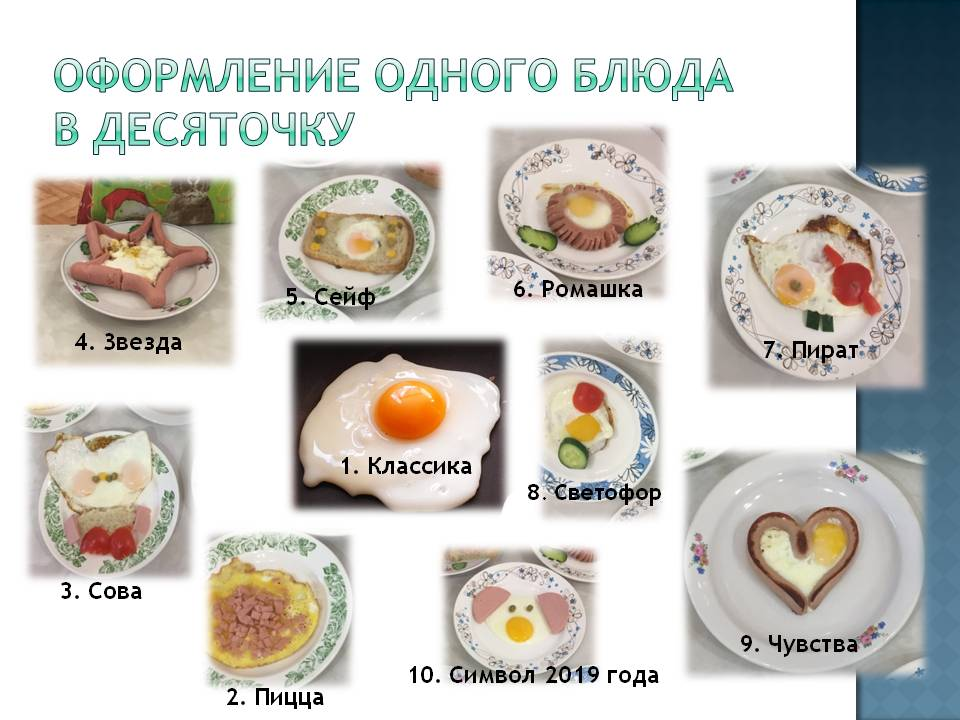 ОФОРМЛЕНИЕ ОДНОГО БЛЮДА
В ДЕСЯТОЧКУ
4. Звезда
5. Сейф
6. Ромашка
7. Пират
1. Классика
8. Светофор
3. Сова
2. Пицца
10. Символ 2019 года
9. Чувства